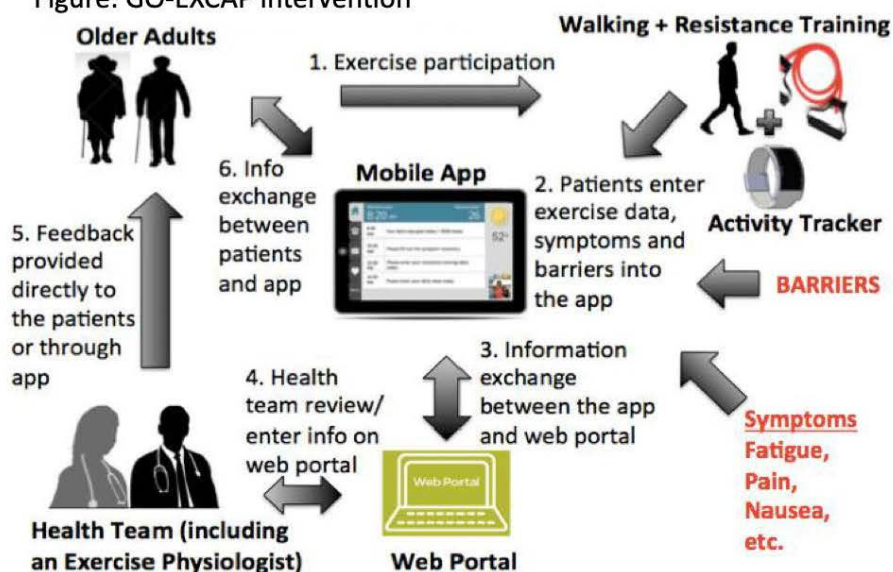 Figure: GO-EXCAP Intervention
Older Adults
Walking + Resistance Training
1. Exercise participation
Mobile App
6. Info
exchange
between
patients
and app
2. Patients enter
exercise data,
symptoms and
barriers into
the app
Activity Tracker
BARRIERS
5. Feedback
provided
directly to
the patients
or through
app
8:20
26
52°
3. Information
exchange
between the app
and web portal
4. Health
team review/
enter info on
web portal
Symptoms
Fatigue,
Pain,
Nausea,
etc.
Web Portal
Health Team (including
an Exercise Physiologist)
Web Portal